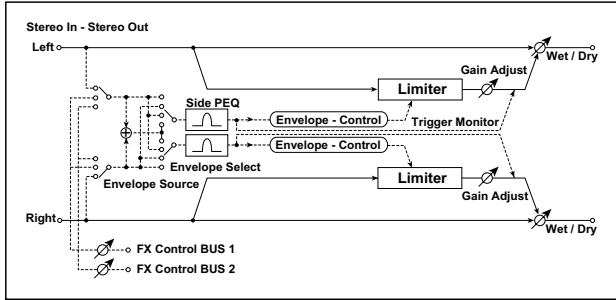 Stereo In - Stereo Out
Left
Wet / Dry
Gain Adjust
Limiter
Side PEQ
Envelope - Control
Trigger Monitor
Envelope - Control
Envelope Select
Envelope Source
Limiter
Gain Adjust
Right
Wet / Dry
FX Control BUS 1
FX Control BUS 2